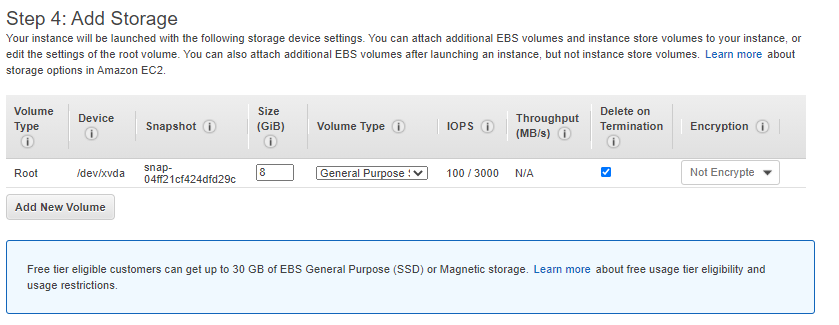 Step 4: Add Storage
Your instance will be launched with the following storage device settings. You can attach additional EBS volumes and instance store volumes to your instance, or
edit the settings of the root volume. You can also attach additional EBS volumes after launching an instance, but not instance store volumes. Learn more about
storage options in Amazon EC2.
Volume Type Device Snapshot Size (GiB) Volume Type IOPS Throughput (MB/s) Delete on Termination Encryption
Root /dev/xvda snap-04ff21cf424dfd29c 8 General Purpose 100 / 3000 N/A Not Encrypte
Add New Volume
Free tier eligible customers can get up to 30 GB of EBS General Purpose (SSD) or Magnetic storage. Learn more about free usage tier eligibility and
usage restrictions.